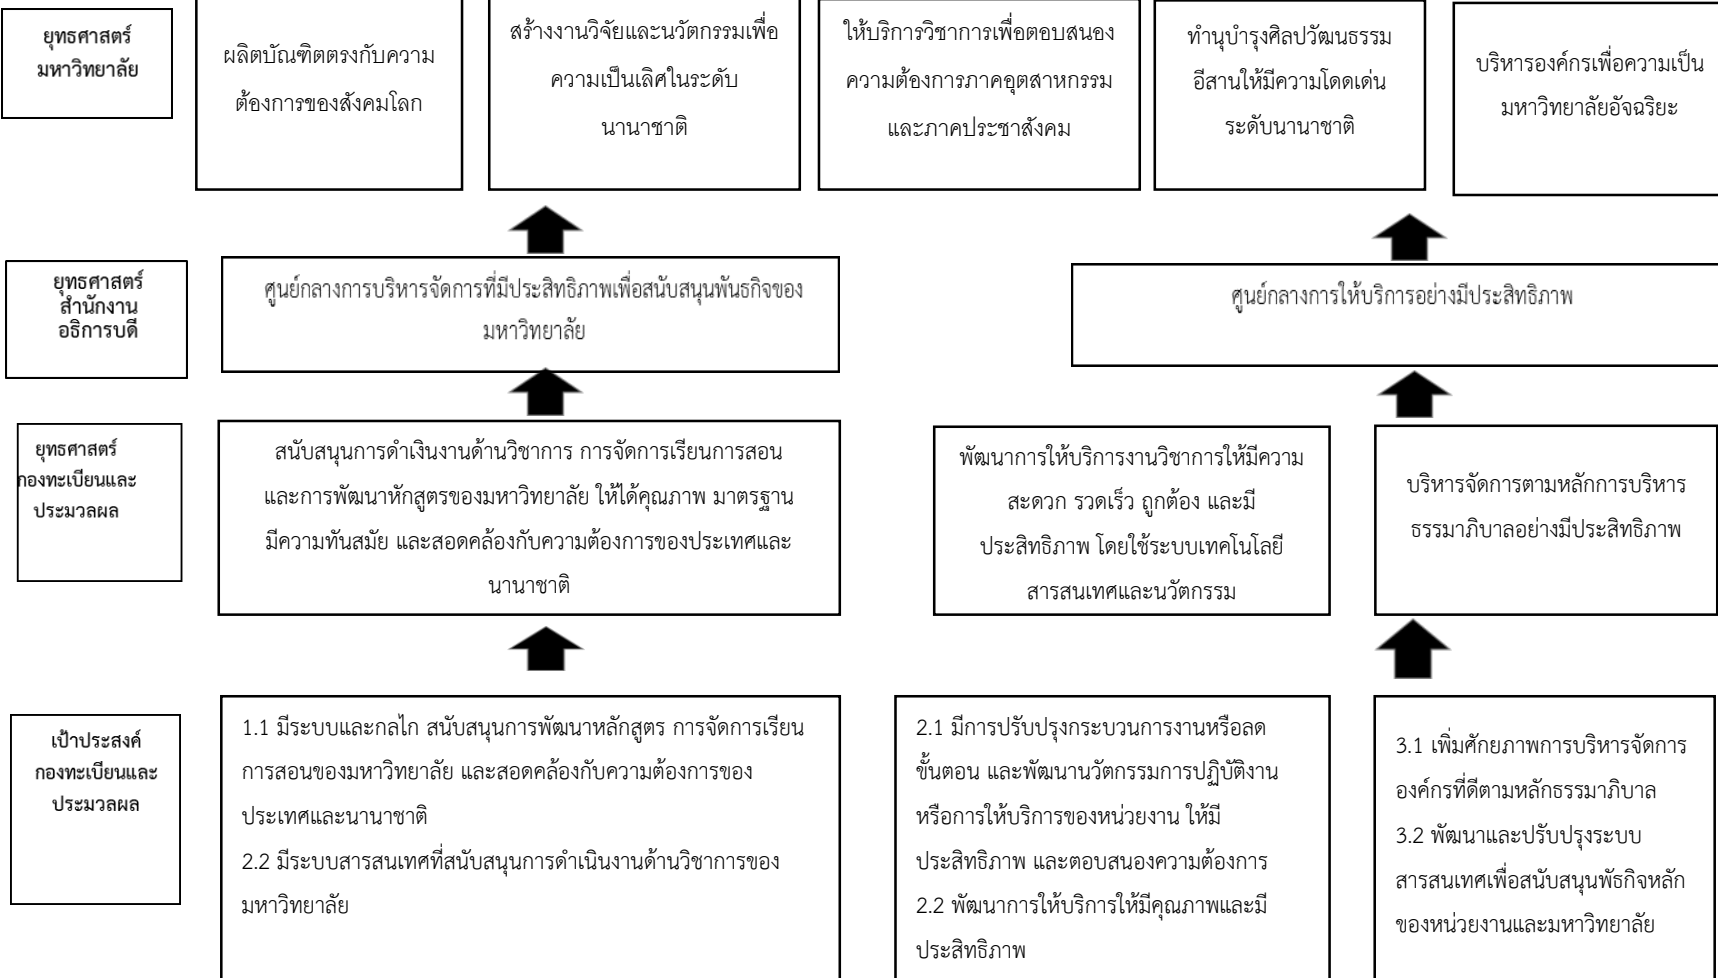 ยุทธศาสตร์
มหาวิทยาลัย
ผลิตบัณฑิตตรงกับความ
ต้องการของสังคมโลก
สร้างงานวิจัยและนวัตกรรมเพื่อ
ความเป็นเลิศในระดับ
นานาชาติ
ให้บริการวิชาการเพื่อตอบสนอง
ความต้องการภาคอุตสาหกรรม
และภาคประชาสังคม
ทำนุบำรุงศิลปวัฒนธรรม
อีสานให้มีความโดดเด่น
ระดับนานาชาติ
บริหารองค์กรเพื่อความเป็น
มหาวิทยาลัยอัจฉริยะ
ยุทธศาสตร์
สำนักงาน
อธิการบดี
ศูนย์กลางการบริหารจัดการที่มีประสิทธิภาพเพื่อสนับสนุนพันธกิจของ
มหาวิทยาลัย
ศูนย์กลางการให้บริการอย่างมีประสิทธิภาพ
ยุทธศาสตร์
กองทะเบียนและ
ประมวลผล
สนับสนุนการดำเงินงานด้านวิชาการ การจัดการเรียนการสอน
และการพัฒนาหักสูตรของมหาวิทยาลัย ให้ได้คุณภาพ มาตรฐาน
มีความทันสมัย และสอดคล้องกับความต้องการของประเทศและ
นานาชาติ
พัฒนาการให้บริการงานวิชาการให้มีความ
สะดวก รวดเร็ว ถูกต้อง และมี
ประสิทธิภาพ โดยใช้ระบบเทคโนโลยี
สารสนเทศและนวัตกรรม
บริหารจัดการตามหลักการบริหาร
ธรรมาภิบาลอย่างมีประสิทธิภาพ
เป้าประสงค์
กองทะเบียนและ
ประมวลผล
1.1 มีระบบและกลไก สนับสนุนการพัฒนาหลักสูตร การจัดการเรียน
การสอนของมหาวิทยาลัย และสอดคล้องกับความต้องการของ
ประเทศและนานาชาติ
2.2 มีระบบสารสนเทศที่สนับสนุนการดำเนินงานด้านวิชาการของ
มหาวิทยาลัย
2.1 มีการปรับปรุงกระบวนการงานหรือลด
ขั้นตอน และพัฒนานวัตกรรมการปฏิบัติงาน
หรือการให้บริการของหน่วยงาน ให้มี
ประสิทธิภาพ และตอบสนองความต้องการ
2.2 พัฒนาการให้บริการให้มีคุณภาพและมี
ประสิทธิภาพ
3.1 เพิ่มศักยภาพการบริหารจัดการ
องค์กรที่ดีตามหลักธรรมาภิบาล
3.2 พัฒนาและปรับปรุงระบบ
สารสนเทศเพื่อสนับสนุนพัธกิจหลัก
ของหน่วยงานและมหาวิทยาลัย